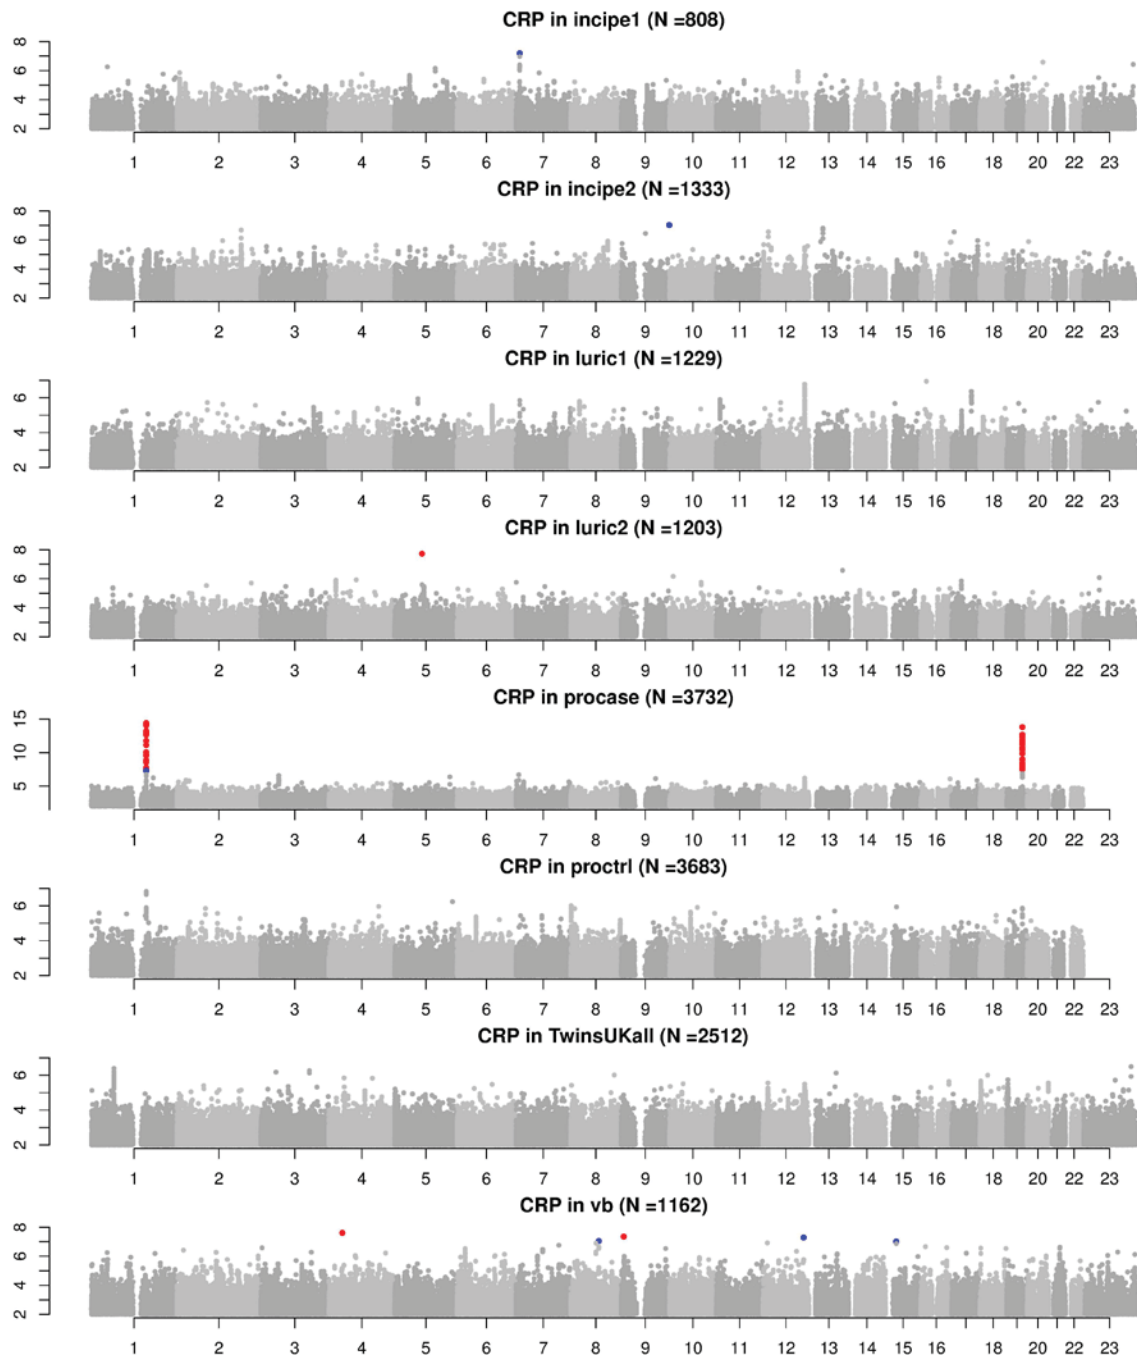 CRP in incipe1 (N =808)
2 4 6 8
1 2 3 4 5 6 7 8 9 10 11 12 13 14 15 16 18 20 22 23
CRP in incipe2 (N =1333)
2 4 6 8
1 2 3 4 5 6 7 8 9 10 11 12 13 14 15 16 18 20 22 23
CRP in luric1 (N =1229)
2 4 6
1 2 3 4 5 6 7 8 9 10 11 12 13 14 15 16 18 20 22 23
CRP in luric2 (N =1203)
2 4 6 8
1 2 3 4 5 6 7 8 9 10 11 12 13 14 15 16 18 20 22 23
CRP in procase (N =3732)
5 10 15
1 2 3 4 5 6 7 8 9 10 11 12 13 14 15 16 18 20 22 23
CRP in proctrl (N =3683)
2 4 6
1 2 3 4 5 6 7 8 9 10 11 12 13 14 15 16 18 20 22 23
CRP in TwinsUKall (N =2512)
2 4 6
1 2 3 4 5 6 7 8 9 10 11 12 13 14 15 16 18 20 22 23
CRP in vb (N =1162)
2 4 6 8
1 2 3 4 5 6 7 8 9 10 11 12 13 14 15 16 18 20 22 23